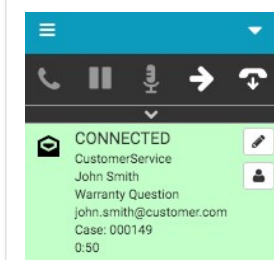 CONNECTED
CustomerService
John Smith
Warranty Question
john.smith@customer.com
Case: 000149
0:50